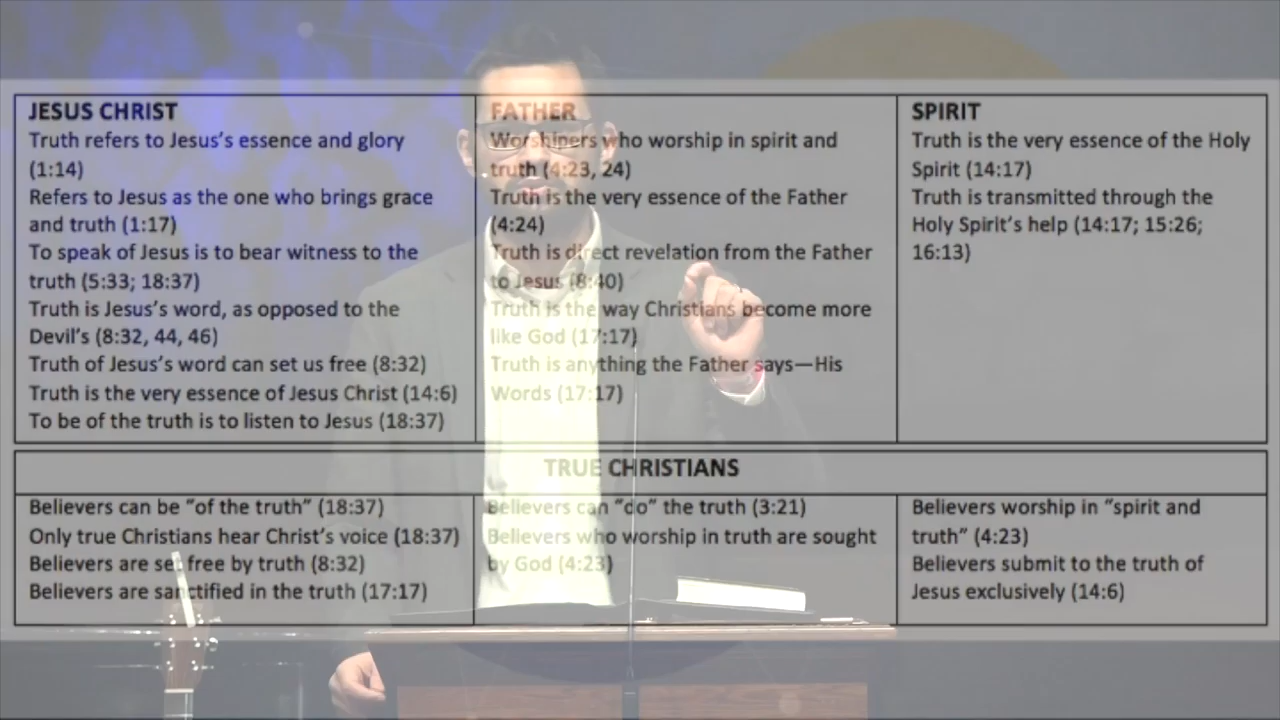 JESUS CHRIST
Truth refers to Jesus's essence and glory
(1:14)
Refers to Jesus as the one who brings grace
and truth (1:17)
To speak of Jesus is to bear witness to the
truth (5:33; 18:37)
Truth is Jesus's word, as opposed to the
Devil's (8:32, 44, 46)
Truth of Jesus's word can set us free (8:32)
Truth is the very essence of Jesus Christ (14:6)
To be of the truth is to listen to Jesus (18:37)
FATHER
Worshipers who worship in spirit and
truth (4:23, 24)
Truth is the very essence of the Father
(4:24)
Truth is direct revelation from the Father
to Jesus (8:40)
Truth is the way Christians become more
like God (17:17)
Truth is anything the Father says—His
Words (17:17)
SPIRIT
Truth is the very essence of the Holy
Spirit (14:17)
Truth is transmitted through the
Holy Spirit's help (14:17; 15:26;
16:13)
TRUE CHRISTIANS
Believers can be "of the truth" (18:37)
Only true Christians hear Christ's voice (18:37)
Believers are set free by truth (8:32)
Believers are sanctified in the truth (17:17)
Believers can "do" the truth (3:21)
Believers who worship in truth are sought
by God (4:23)
Believers worship in "spirit and
truth" (4:23)
Believers submit to the truth of
Jesus exclusively (14:6)